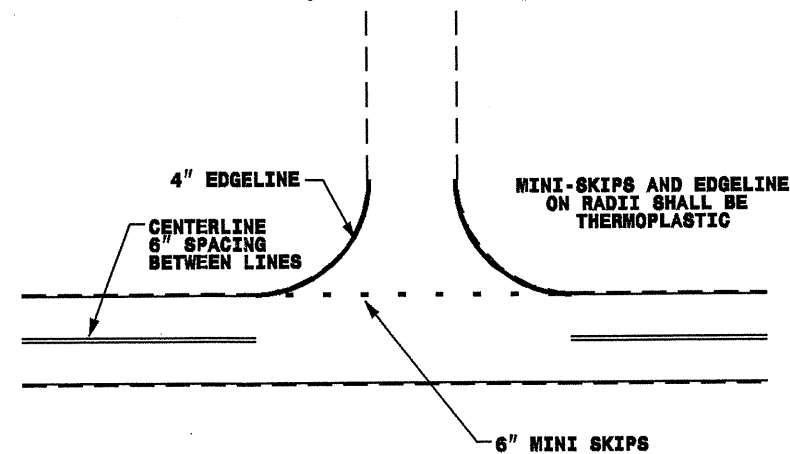 4" EDGELINE
CENTERLINE
6" SPACING
BETWEEN LINES
MINI-SKIPS AND EDGELINE
ON RADII SHALL BE
THERMOPLASTIC
6" MINI SKIPS